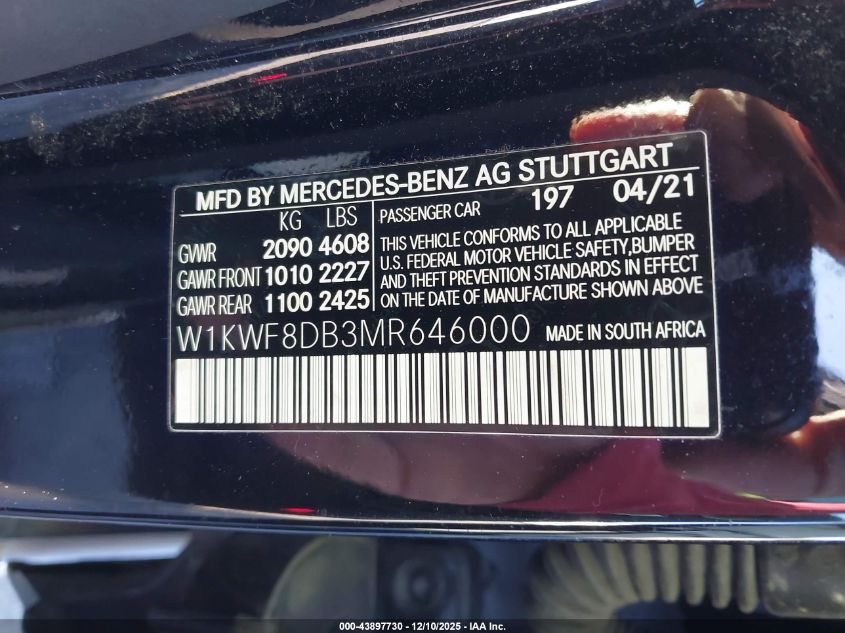 MFD BY MERCEDES-BENZ AG STUTTGART
KG LBS
GVWR 2090 4608
GAWR FRONT 1010 2227
GAWR REAR 1100 2425
PASSENGER CAR 197 04/21
THIS VEHICLE CONFORMS TO ALL APPLICABLE
U.S. FEDERAL MOTOR VEHICLE SAFETY,BUMPER
AND THEFT PREVENTION STANDARDS IN EFFECT
ON THE DATE OF MANUFACTURE SHOWN ABOVE
W1KWF8DB3MR646000 MADE IN SOUTH AFRICA
000-43897730 - 12/10/2025 - IAA Inc.